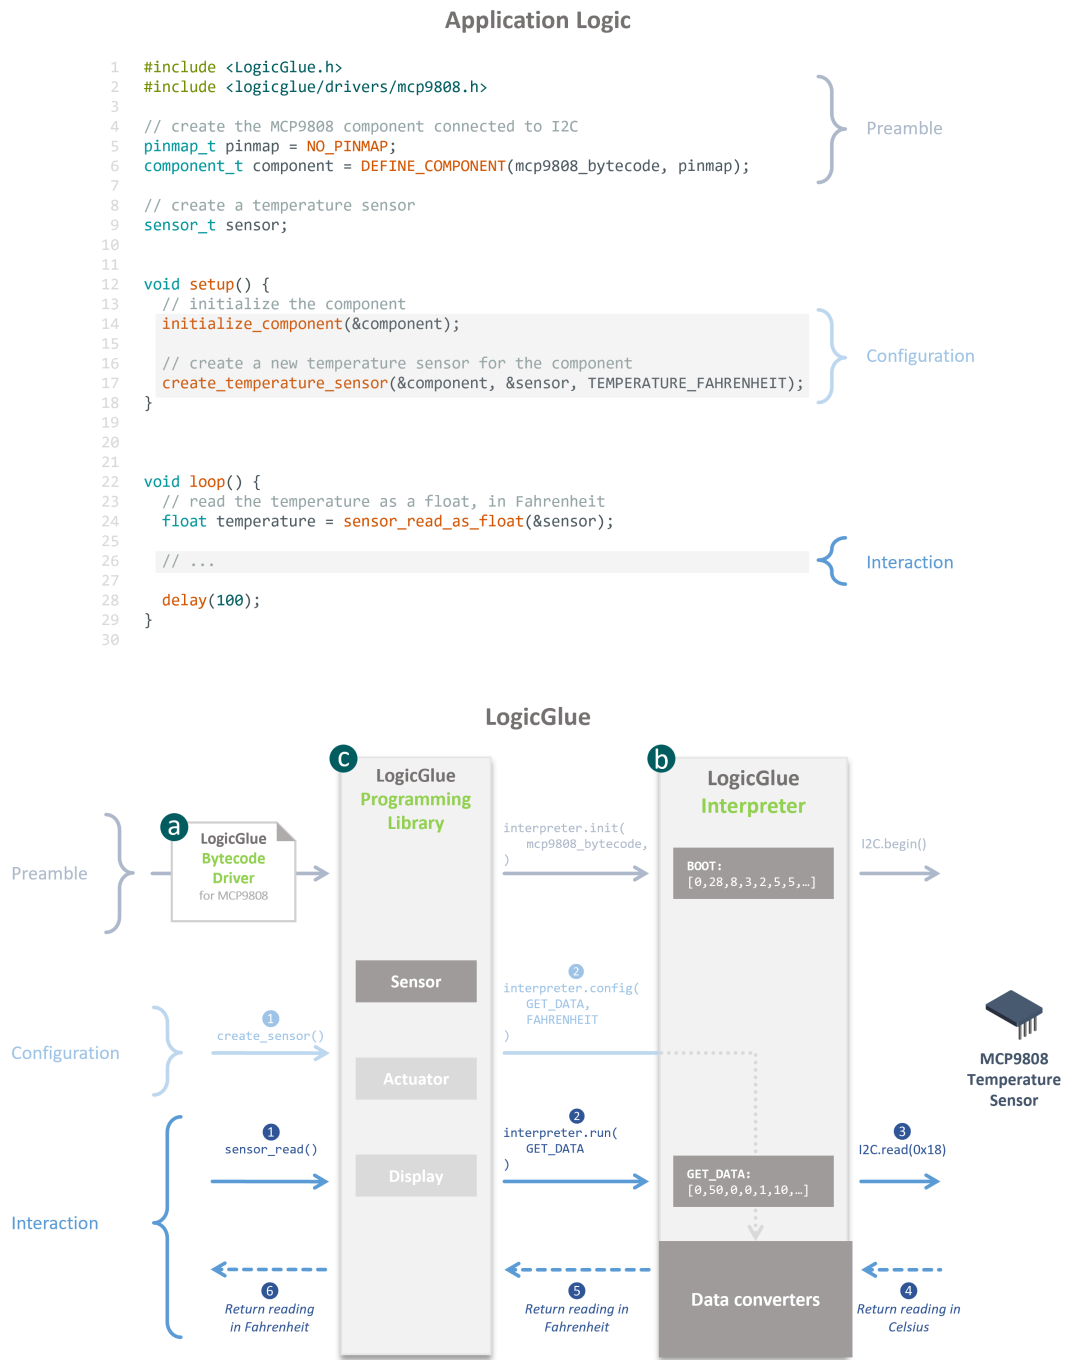 Application Logic
1 #include <LogicGlue.h>
2 #include <logicglue/drivers/mcp9808.h>
3
4 // create the MCP9808 component connected to I2C
5 pinmap_t pinmap = NO_PINMAP;
6 component_t component = DEFINE_COMPONENT(mcp9808_bytecode, pinmap);
7
8 // create a temperature sensor
9 sensor_t sensor;
10
11
12 void setup() {
13   // initialize the component
14   initialize_component(&component);
15
16   // create a new temperature sensor for the component
17   create_temperature_sensor(&component, &sensor, TEMPERATURE_FAHRENHEIT);
18 }
19
20
21
22 void loop() {
23   // read the temperature as a float, in Fahrenheit
24   float temperature = sensor_read_as_float(&sensor);
25
26   // ...
27
28   delay(100);
29 }
30
Preamble
Configuration
Interaction
LogicGlue
Preamble
a
LogicGlue
Bytecode
Driver
for MCP9808
c
LogicGlue
Programming
Library
interpreter.init(
mcp9808_bytecode,
)
b
LogicGlue
Interpreter
BOOT:
[0,28,8,3,2,5,5,…]
I2C.begin()
Configuration
1
create_sensor()
Sensor
Actuator
Display
2
interpreter.config(
GET_DATA,
FAHRENHEIT
)
MCP9808
Temperature
Sensor
Interaction
1
sensor_read()
2
interpreter.run(
GET_DATA
)
GET_DATA:
[0,50,0,0,1,10,…]
3
I2C.read(0x18)
Data converters
4
Return reading in
Celsius
5
Return reading in
Fahrenheit
6
Return reading
in Fahrenheit